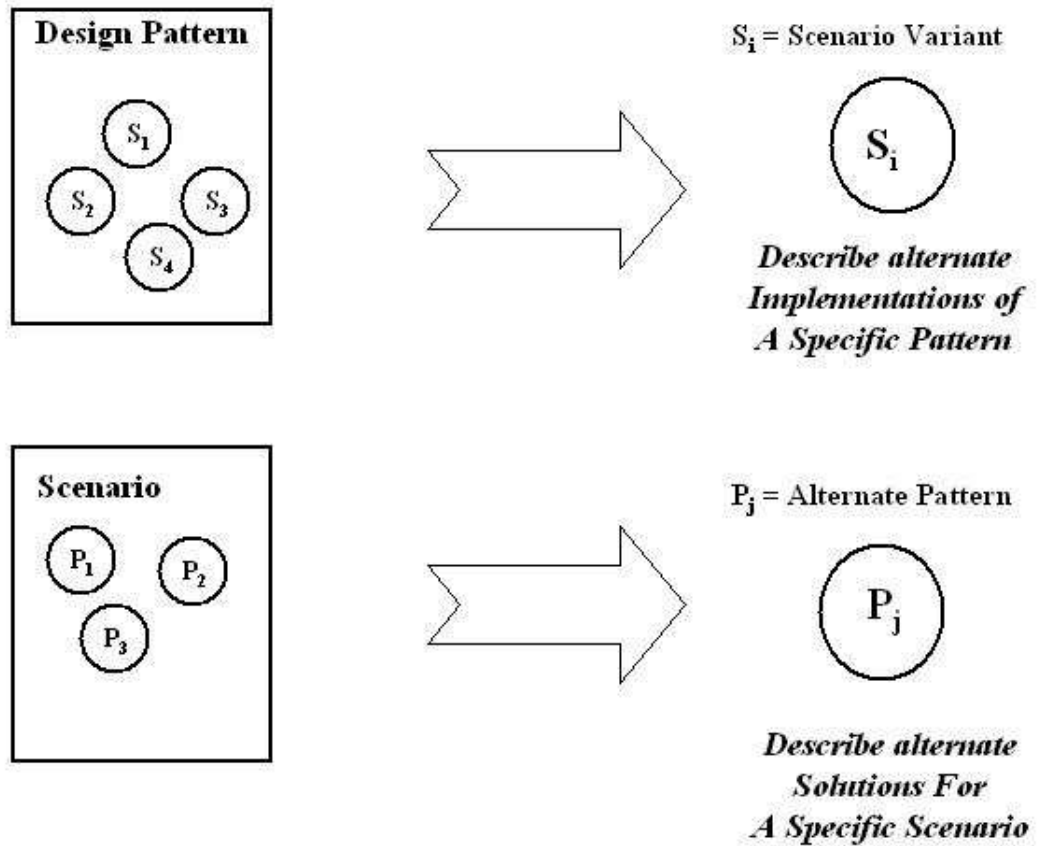 Design Pattern
S₁
S₂
S₃
S₄
Sᵢ = Scenario Variant
Sᵢ
Describe alternate
Implementations of
A Specific Pattern
Scenario
P₁
P₂
P₃
Pⱼ = Alternate Pattern
Pⱼ
Describe alternate
Solutions For
A Specific Scenario